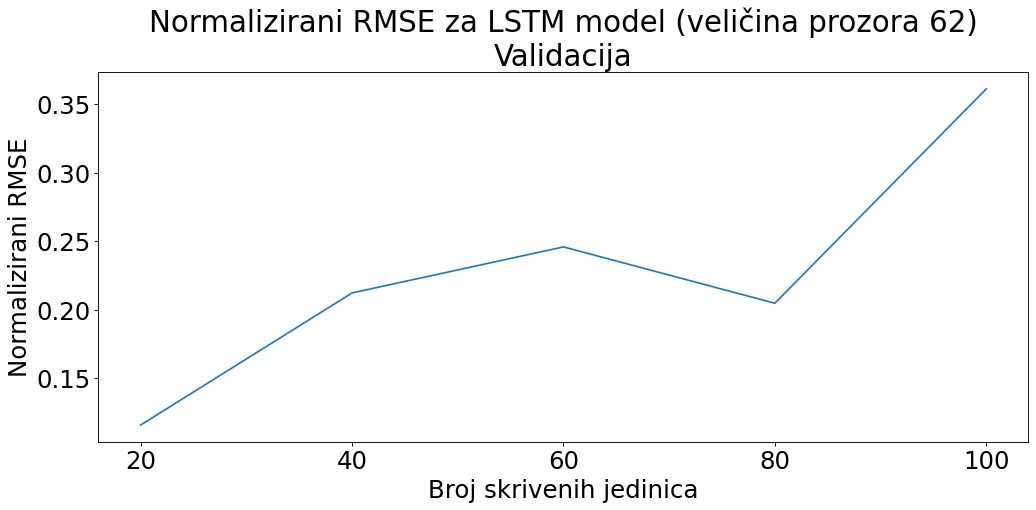 Normalizirani RMSE za LSTM model (veličina prozora 62)
Validacija
Normalizirani RMSE
0.35
0.30
0.25
0.20
0.15
20 40 60 80 100
Broj skrivenih jedinica